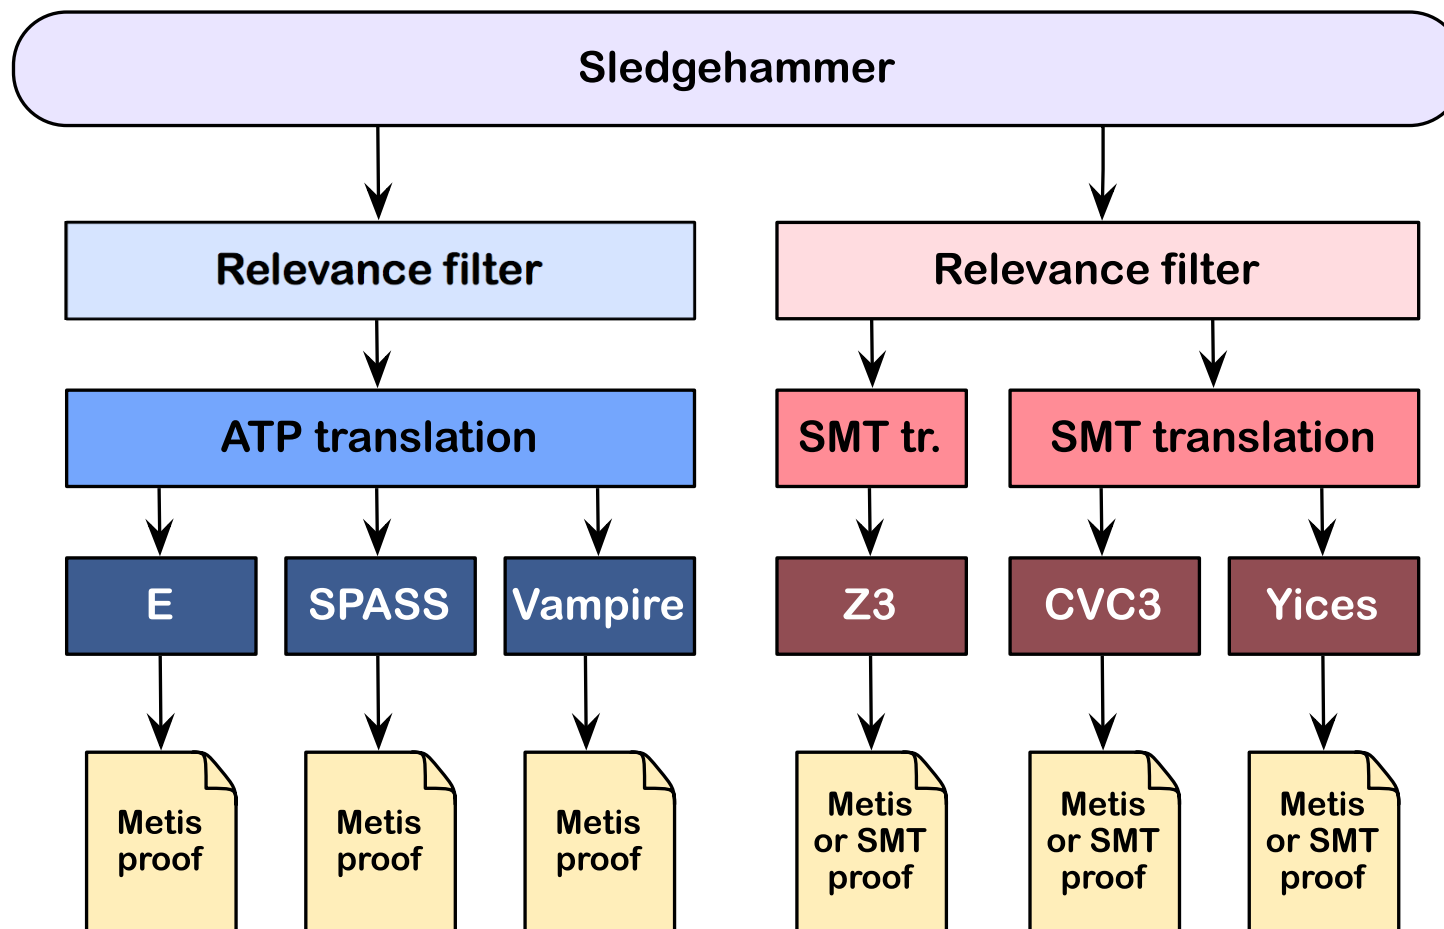 Sledgehammer
Relevance filter
Relevance filter
ATP translation
SMT tr.
SMT translation
E
SPASS
Vampire
Z3
CVC3
Yices
Metis
proof
Metis
proof
Metis
proof
Metis
or SMT
proof
Metis
or SMT
proof
Metis
or SMT
proof